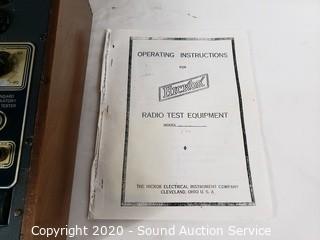 OPERATING INSTRUCTIONS
FOR
HICKOK
RADIO TEST EQUIPMENT
MODEL
THE HICKOK ELECTRICAL INSTRUMENT COMPANY
CLEVELAND, OHIO U. S. A.
TESTER
Copyright 2020 - Auction Sound Service